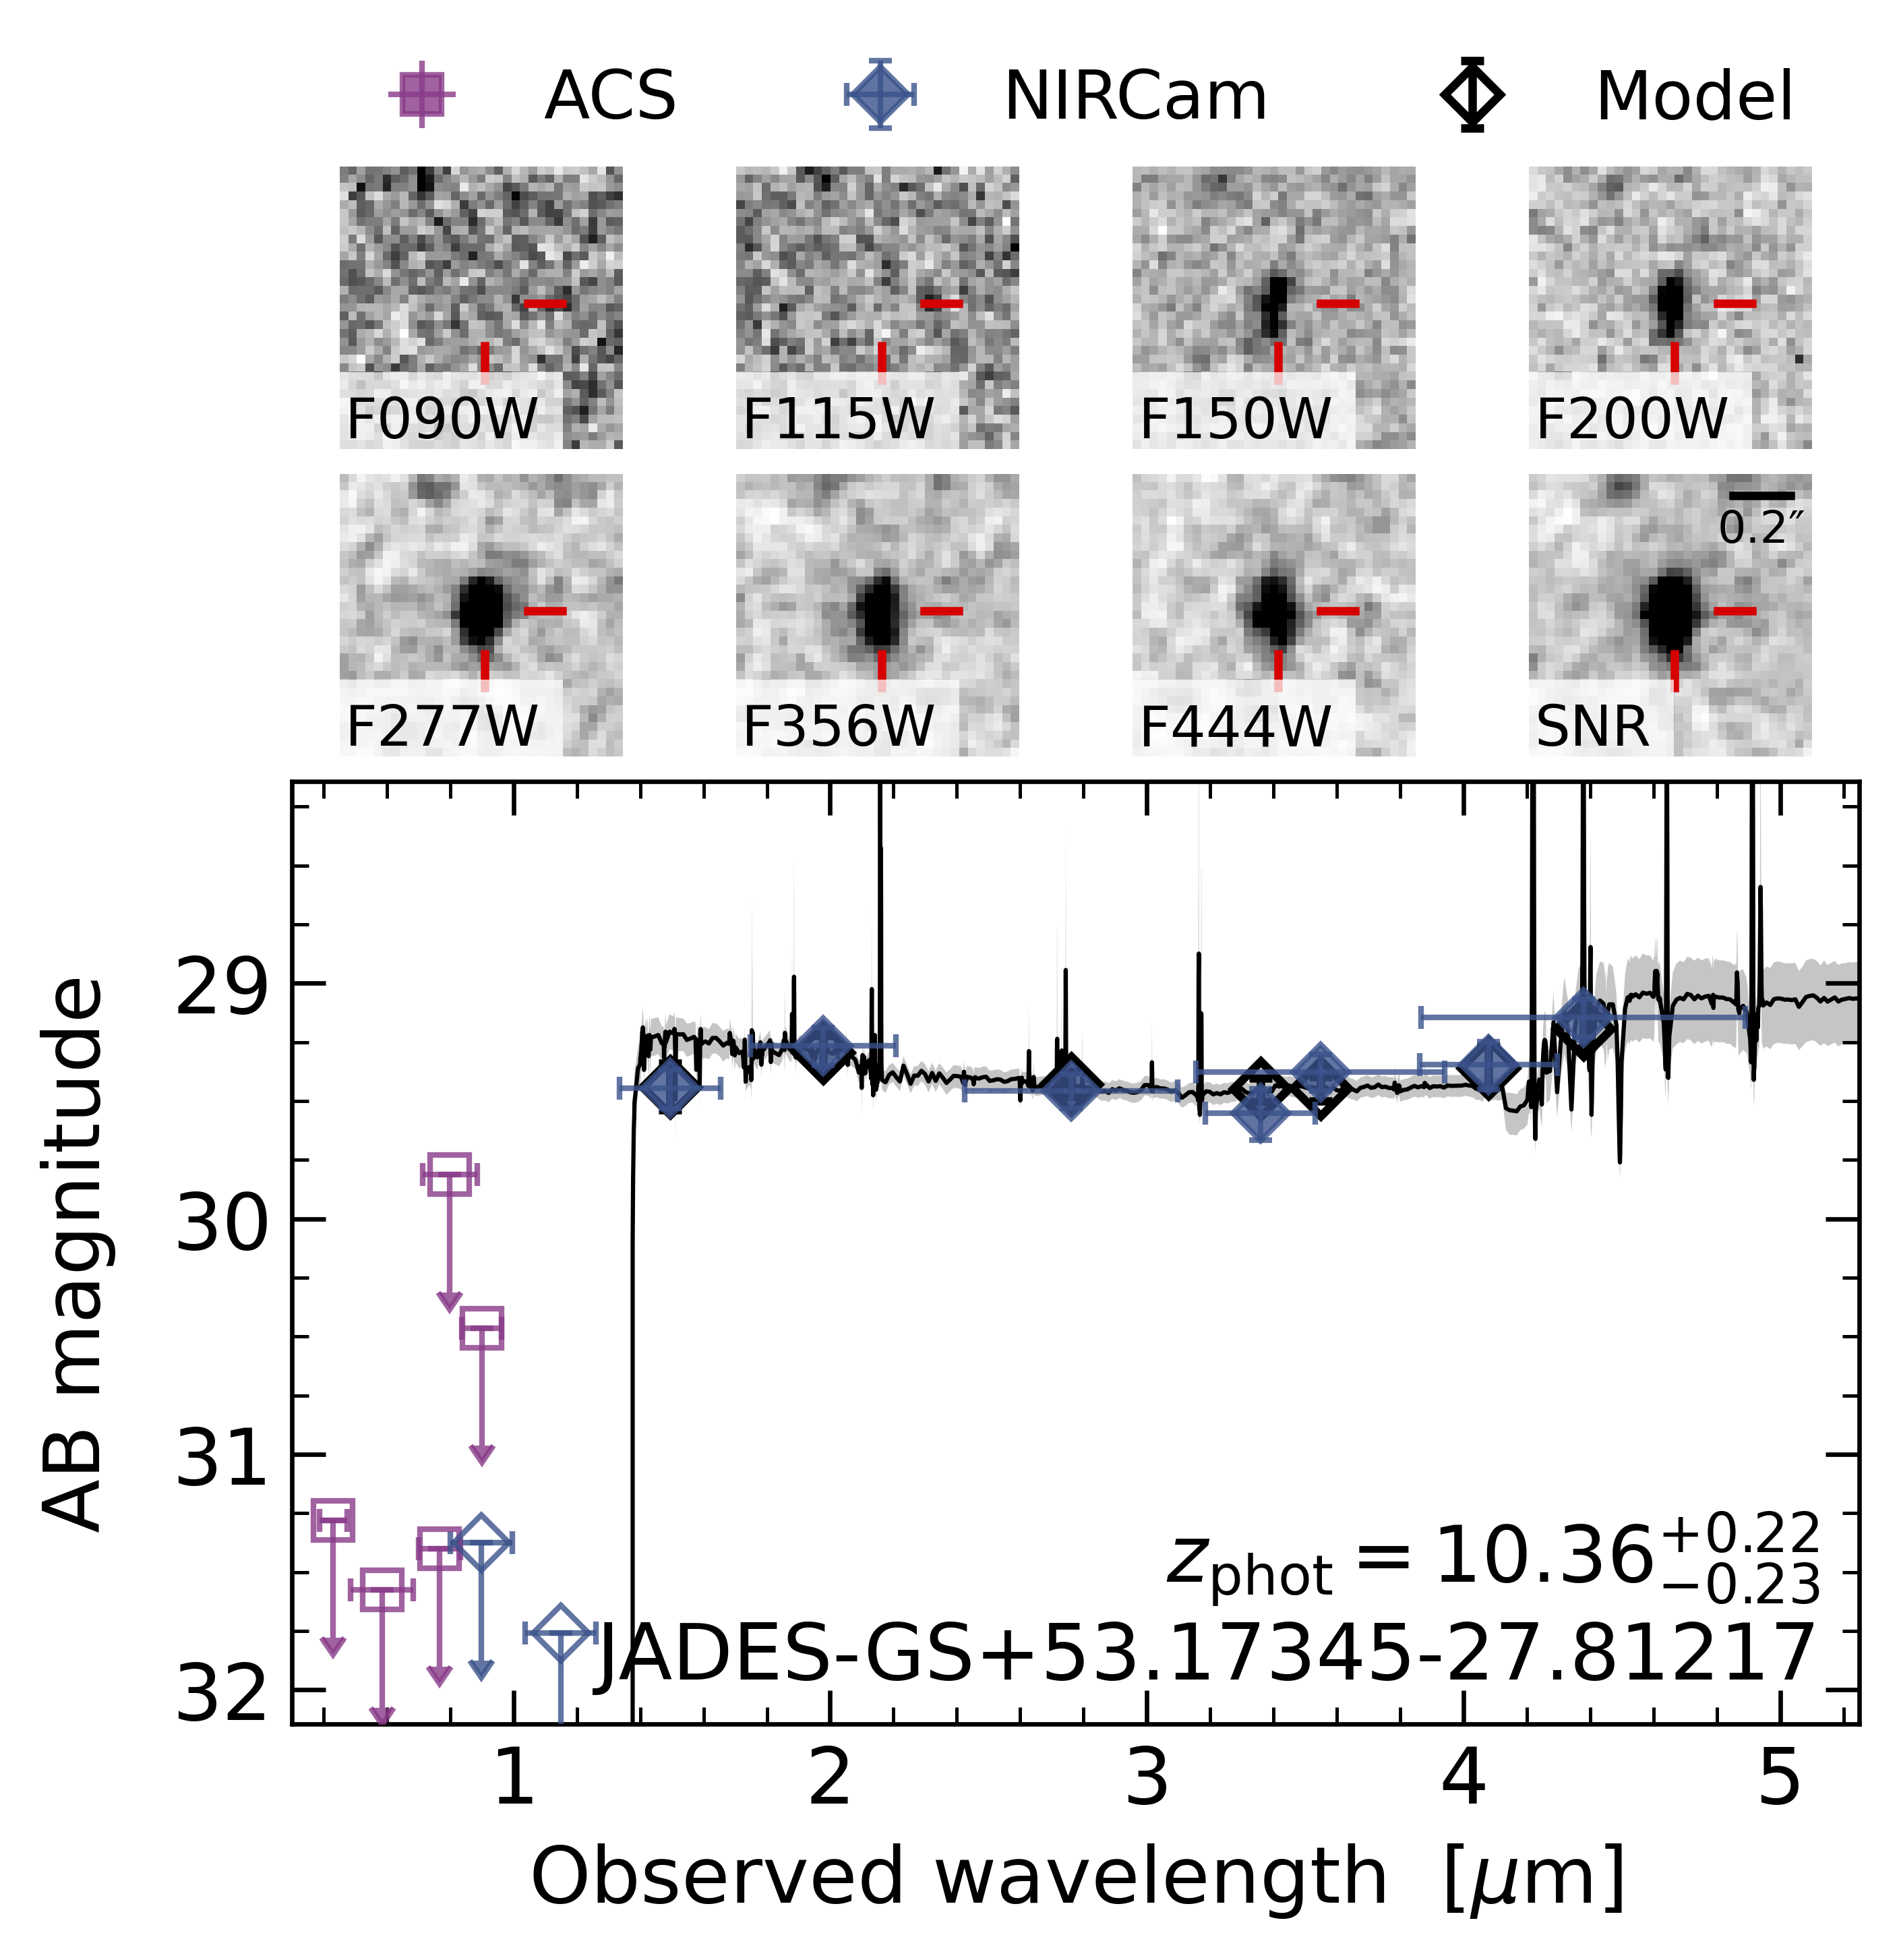 ACS NIRCam Model
F090W F115W F150W F200W
0.2″
F277W F356W F444W SNR
AB magnitude
29
30
31
32
z_phot = 10.36 +0.22 −0.23
JADES-GS+53.17345-27.81217
1 2 3 4 5
Observed wavelength [μm]